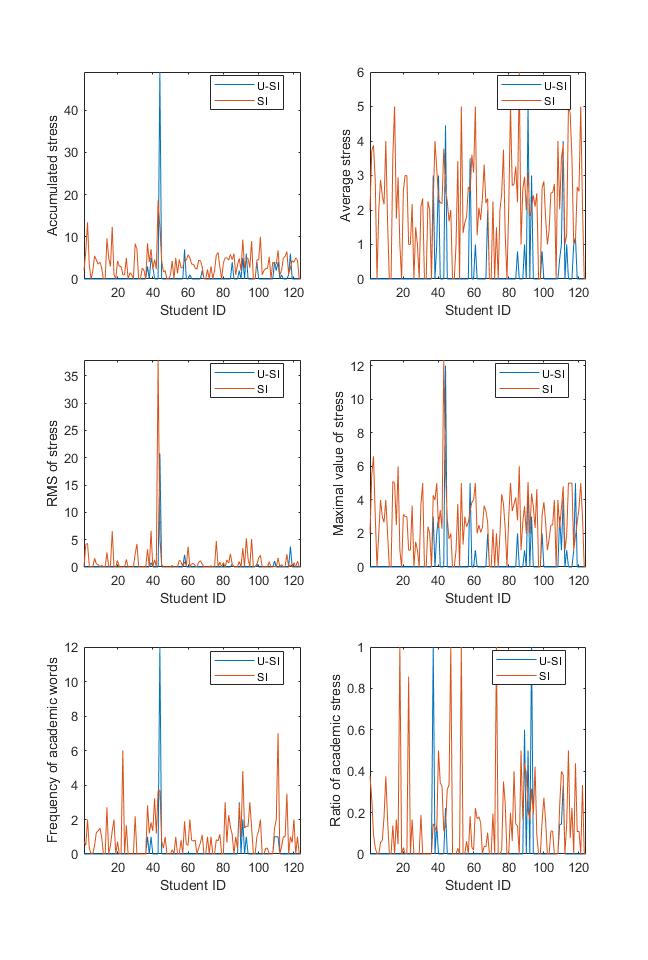 Accumulated stress
40
30
20
10
0
20 40 60 80 100 120
Student ID
U-SI
SI
Average stress
6
5
4
3
2
1
0
20 40 60 80 100 120
Student ID
U-SI
SI
RMS of stress
35
30
25
20
15
10
5
0
20 40 60 80 100 120
Student ID
U-SI
SI
Maximal value of stress
12
10
8
6
4
2
0
20 40 60 80 100 120
Student ID
U-SI
SI
Frequency of academic words
12
10
8
6
4
2
0
20 40 60 80 100 120
Student ID
U-SI
SI
Ratio of academic stress
1
0.8
0.6
0.4
0.2
0
20 40 60 80 100 120
Student ID
U-SI
SI